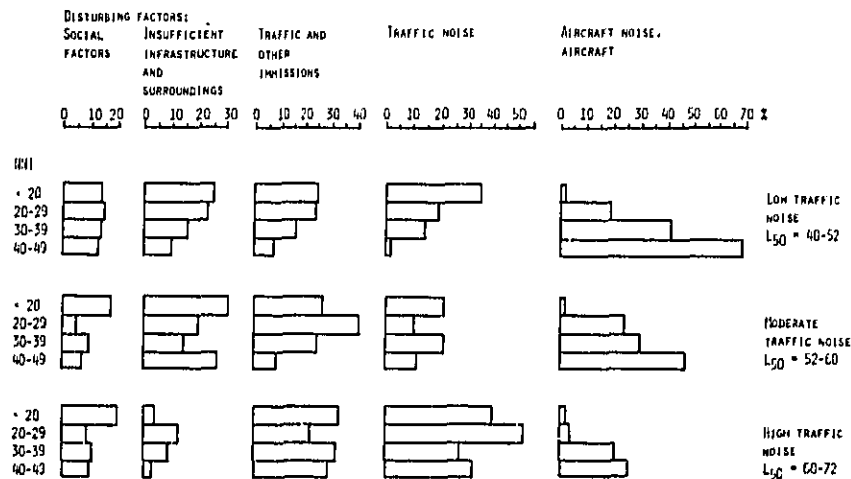 DISTURBING FACTORS:
SOCIAL FACTORS
INSUFFICIENT INFRASTRUCTURE AND SURROUNDINGS
TRAFFIC AND OTHER IMMISSIONS
TRAFFIC NOISE
AIRCRAFT NOISE, AIRCRAFT
0 10 20
0 10 20 30
0 10 20 30 40
0 10 20 30 40 50
0 10 20 30 40 50 60 70 %
< 20
20-29
30-39
40-49
LOW TRAFFIC
NOISE
L50 = 40-52
< 20
20-29
30-39
40-49
MODERATE
TRAFFIC NOISE
L50 = 52-60
< 20
20-29
30-39
40-49
HIGH TRAFFIC
NOISE
L50 = 60-72